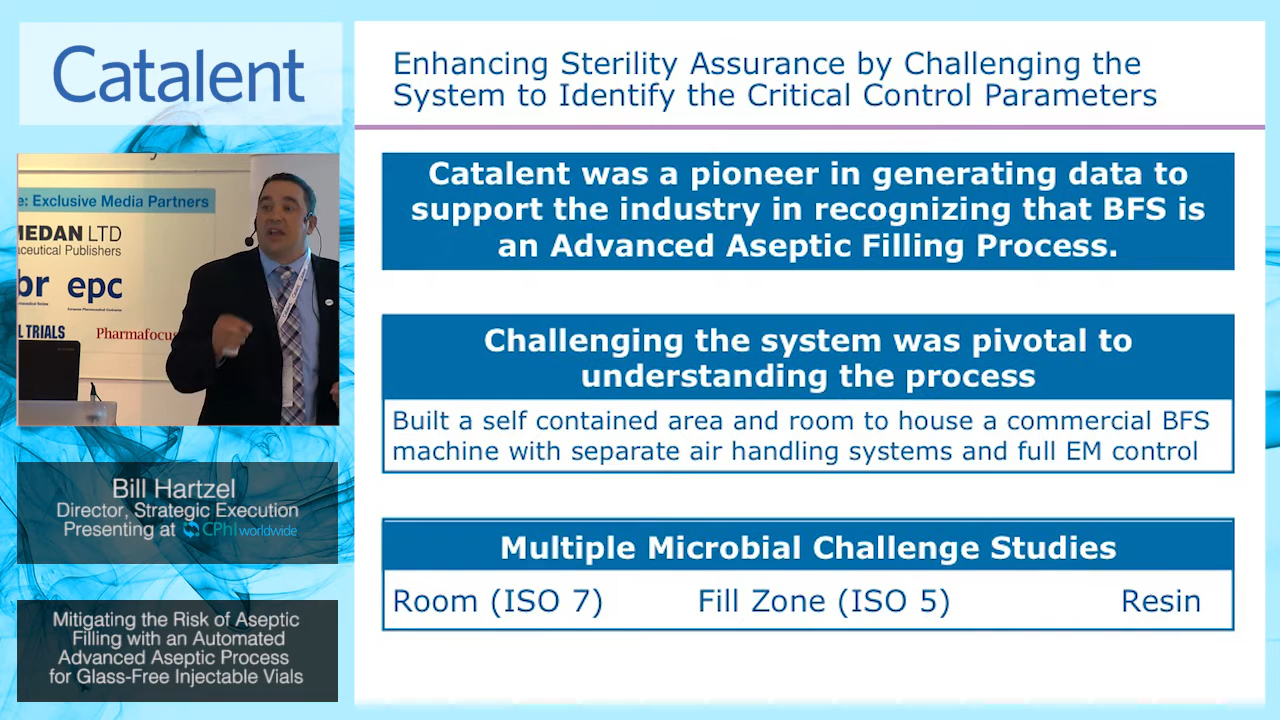 Catalent
e: Exclusive Media Partners
MEDAN LTD
aceutical Publishers
br epc
L TRIALS Pharmafocus
Bill Hartzel
Director, Strategic Execution
Presenting at CPhI worldwide
Mitigating the Risk of Aseptic
Filling with an Automated
Advanced Aseptic Process
for Glass-Free Injectable Vials
Enhancing Sterility Assurance by Challenging the
System to Identify the Critical Control Parameters
Catalent was a pioneer in generating data to
support the industry in recognizing that BFS is
an Advanced Aseptic Filling Process.
Challenging the system was pivotal to
understanding the process
Built a self contained area and room to house a commercial BFS
machine with separate air handling systems and full EM control
Multiple Microbial Challenge Studies
Room (ISO 7) Fill Zone (ISO 5) Resin